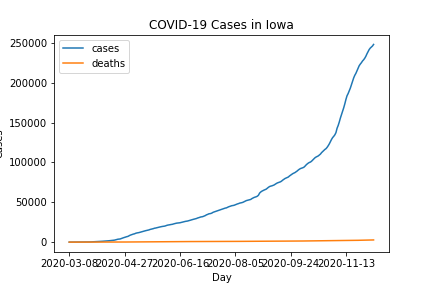 COVID-19 Cases in Iowa
cases
deaths
250000
200000
150000
100000
50000
0
Cases
2020-03-08 2020-04-27 2020-06-16 2020-08-05 2020-09-24 2020-11-13
Day